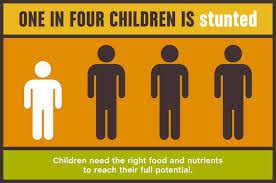 ONE IN FOUR CHILDREN IS stunted
Children need the right food and nutrients
to reach their full potential.